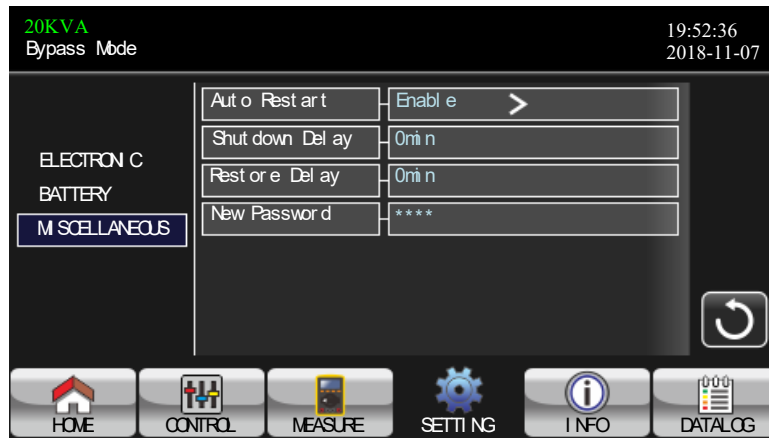 20KVA
19:52:36
Bypass Mode
2018-11-07
Auto Restart
Enable >
Shutdown Delay
0min
Restore Delay
0min
New Password
****
ELECTRONIC
BATTERY
MISCELLANEOUS
HOME
CONTROL
MEASURE
SETTING
INFO
DATALOG